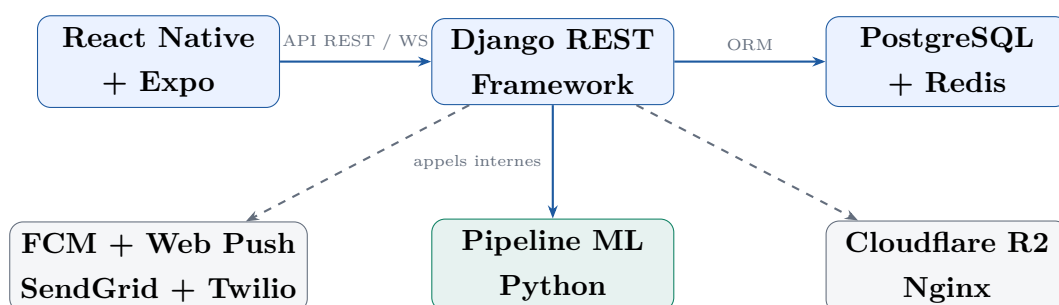 React Native
+ Expo
API REST / WS
Django REST
Framework
ORM
PostgreSQL
+ Redis
appels internes
FCM + Web Push
SendGrid + Twilio
Pipeline ML
Python
Cloudflare R2
Nginx